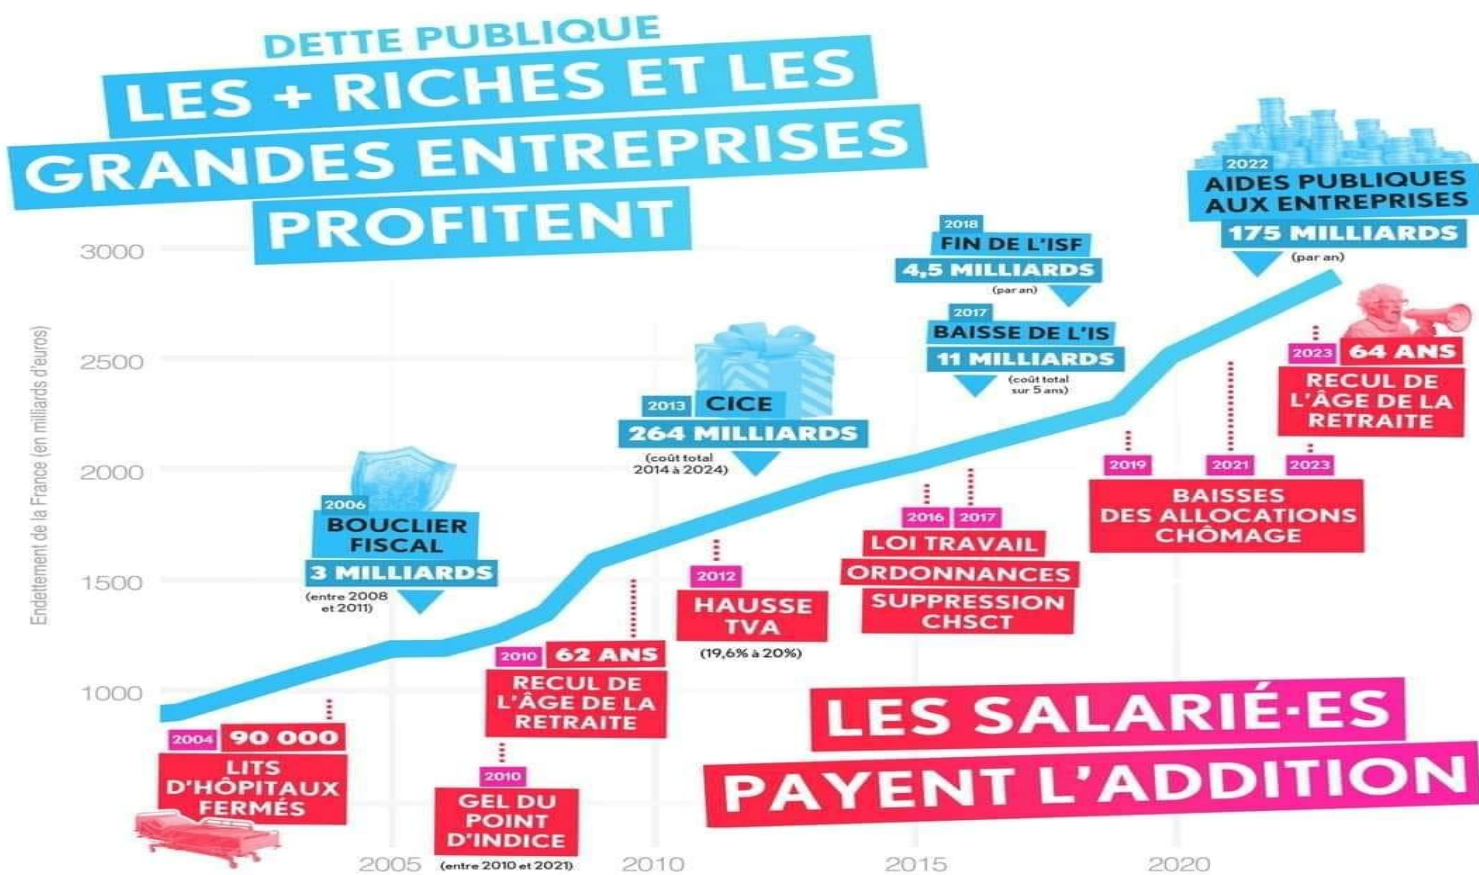 DETTE PUBLIQUE
LES + RICHES ET LES
GRANDES ENTREPRISES
PROFITENT
Endettement de la France (en milliards d'euros)
3000
2500
2000
1500
1000
2005
2010
2015
2020
2006
BOUCLIER
FISCAL
3 MILLIARDS
(entre 2008
et 2011)
2013
CICE
264 MILLIARDS
(coût total
2014 à 2024)
2018
FIN DE L'ISF
4,5 MILLIARDS
(par an)
2017
BAISSE DE L'IS
11 MILLIARDS
(coût total
sur 5 ans)
2022
AIDES PUBLIQUES
AUX ENTREPRISES
175 MILLIARDS
(par an)
2004
90 000
LITS
D'HÔPITAUX
FERMÉS
2010
62 ANS
RECUL DE
L'ÂGE DE LA
RETRAITE
2010
GEL DU
POINT
D'INDICE
(entre 2010 et 2021)
2012
HAUSSE
TVA
(19,6% à 20%)
2016
2017
LOI TRAVAIL
ORDONNANCES
SUPPRESSION
CHSCT
2019
2021
2023
BAISSES
DES ALLOCATIONS
CHÔMAGE
2023
64 ANS
RECUL DE
L'ÂGE DE LA
RETRAITE
LES SALARIÉ·ES
PAYENT L'ADDITION